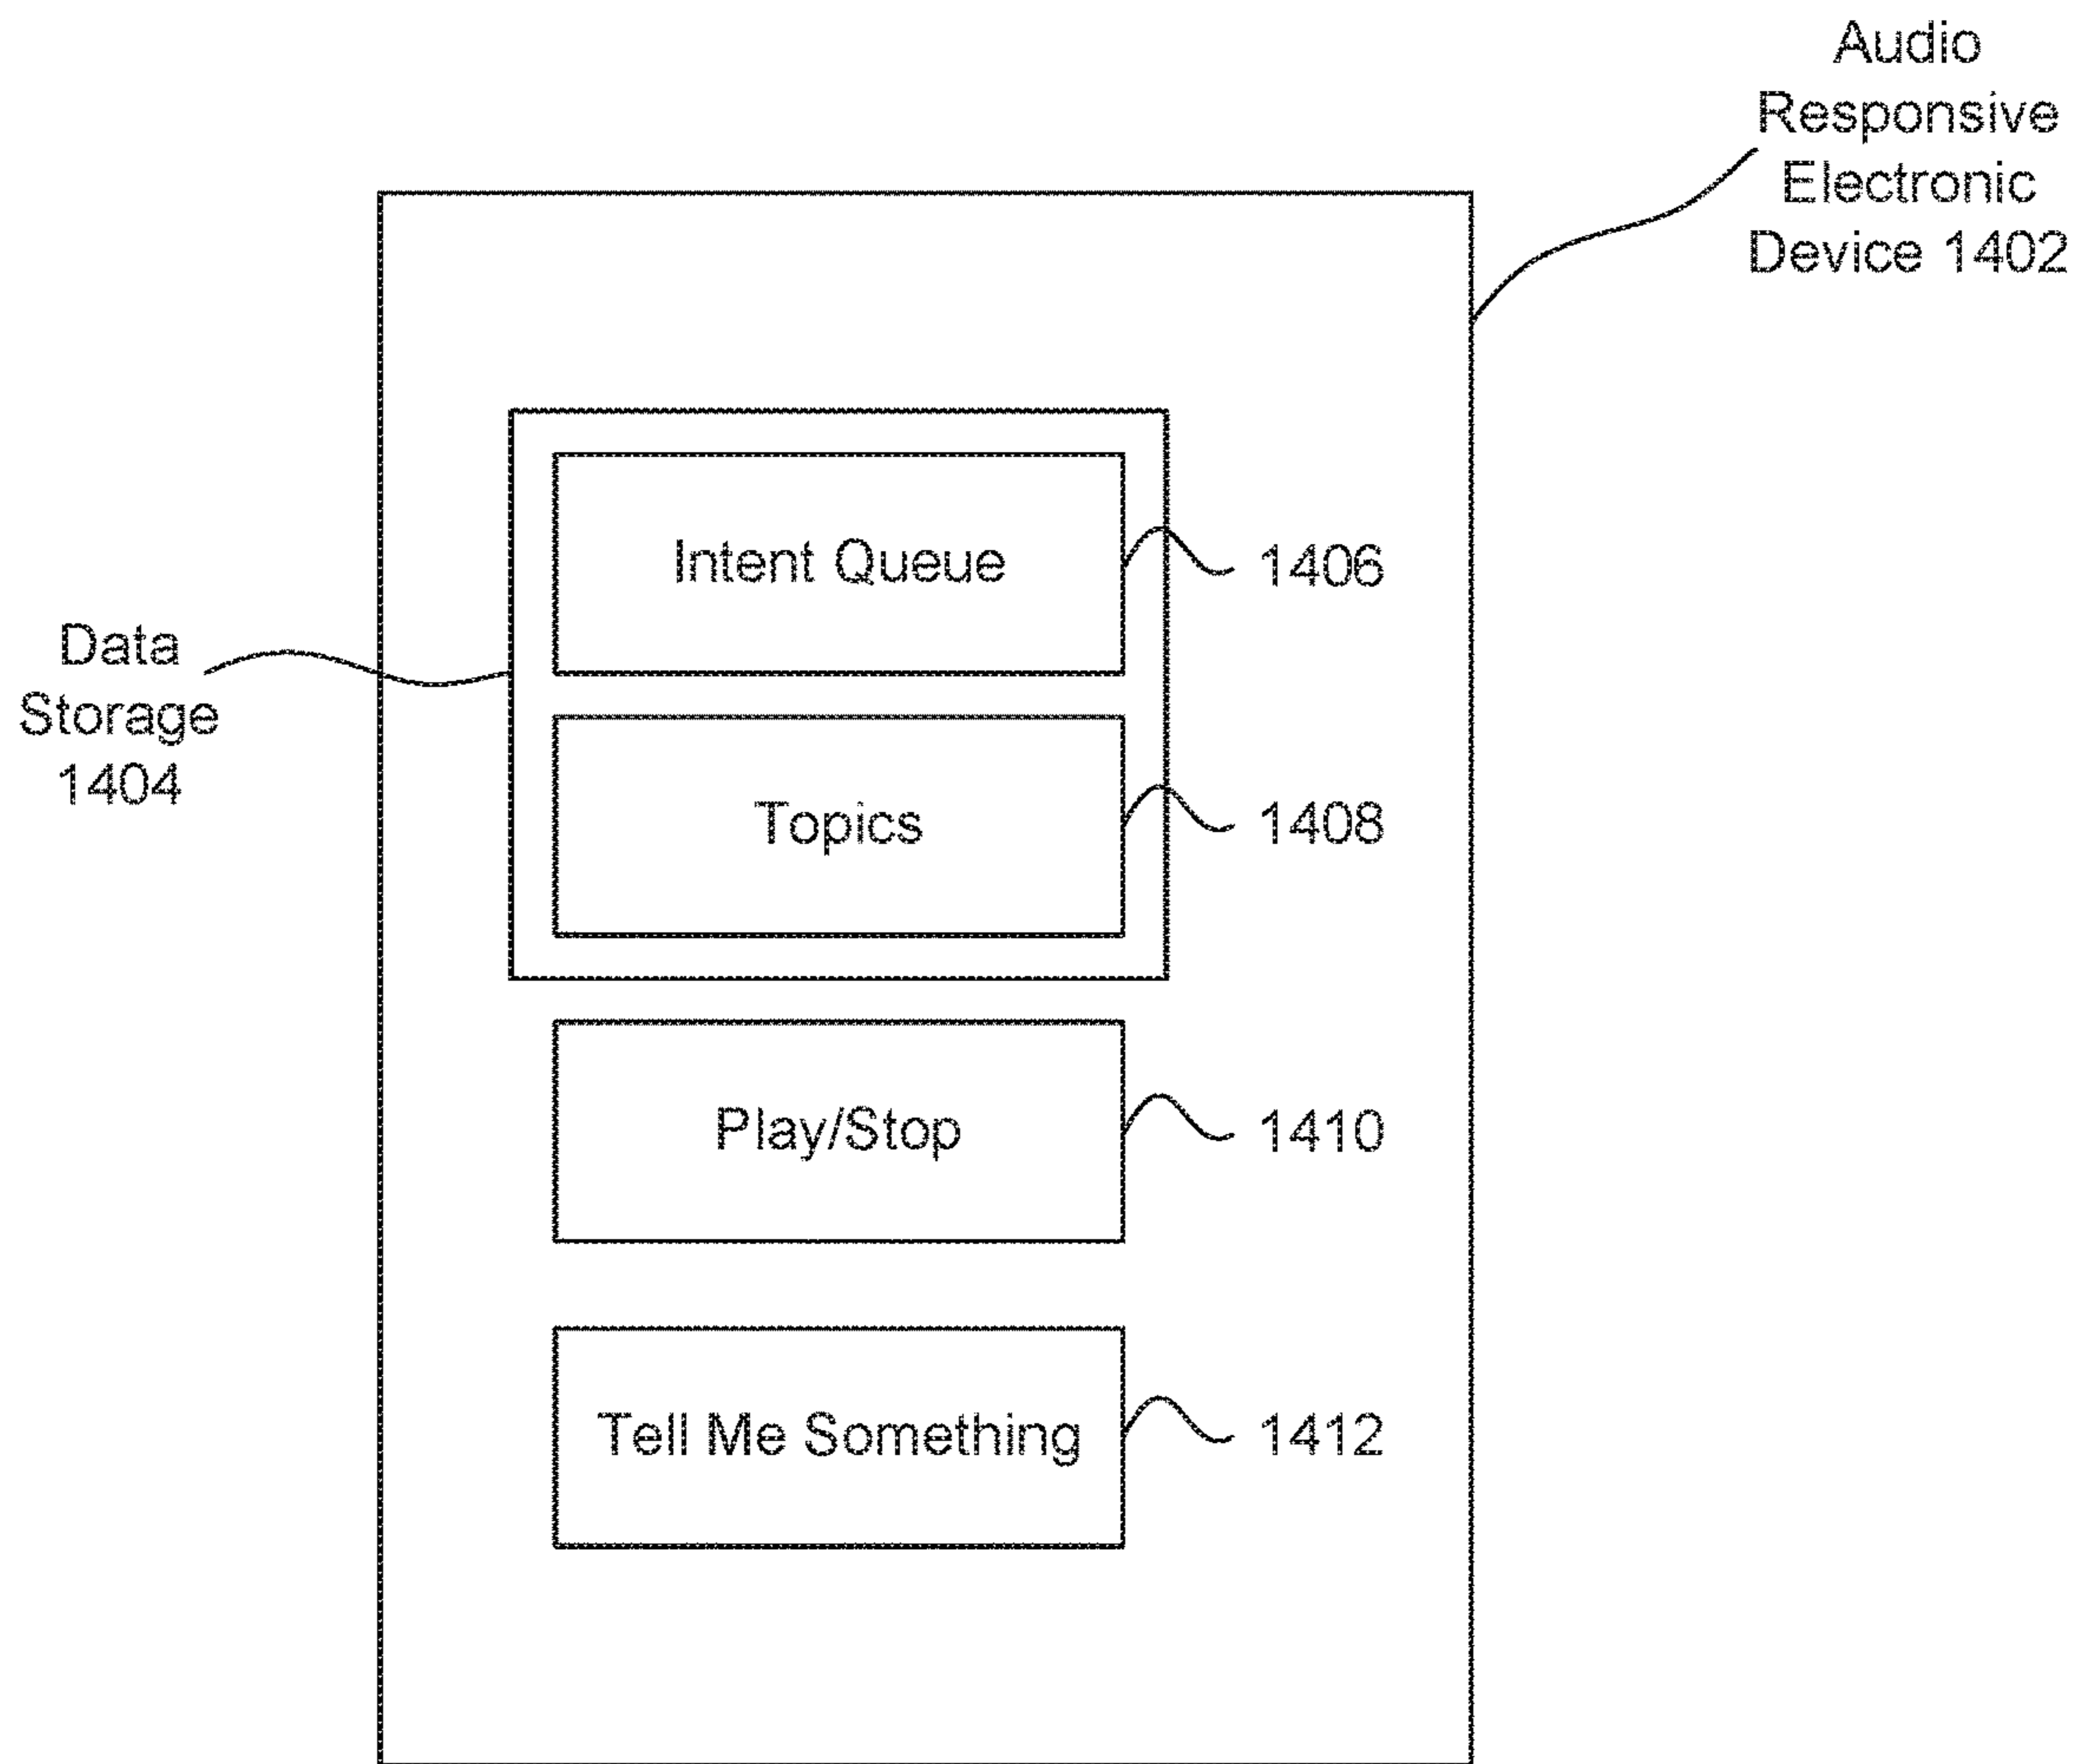 Audio
Responsive
Electronic
Device 1402
Intent Queue
1406
Data
Storage
1404
Topics
1408
Play/Stop
1410
Tell Me Something
1412